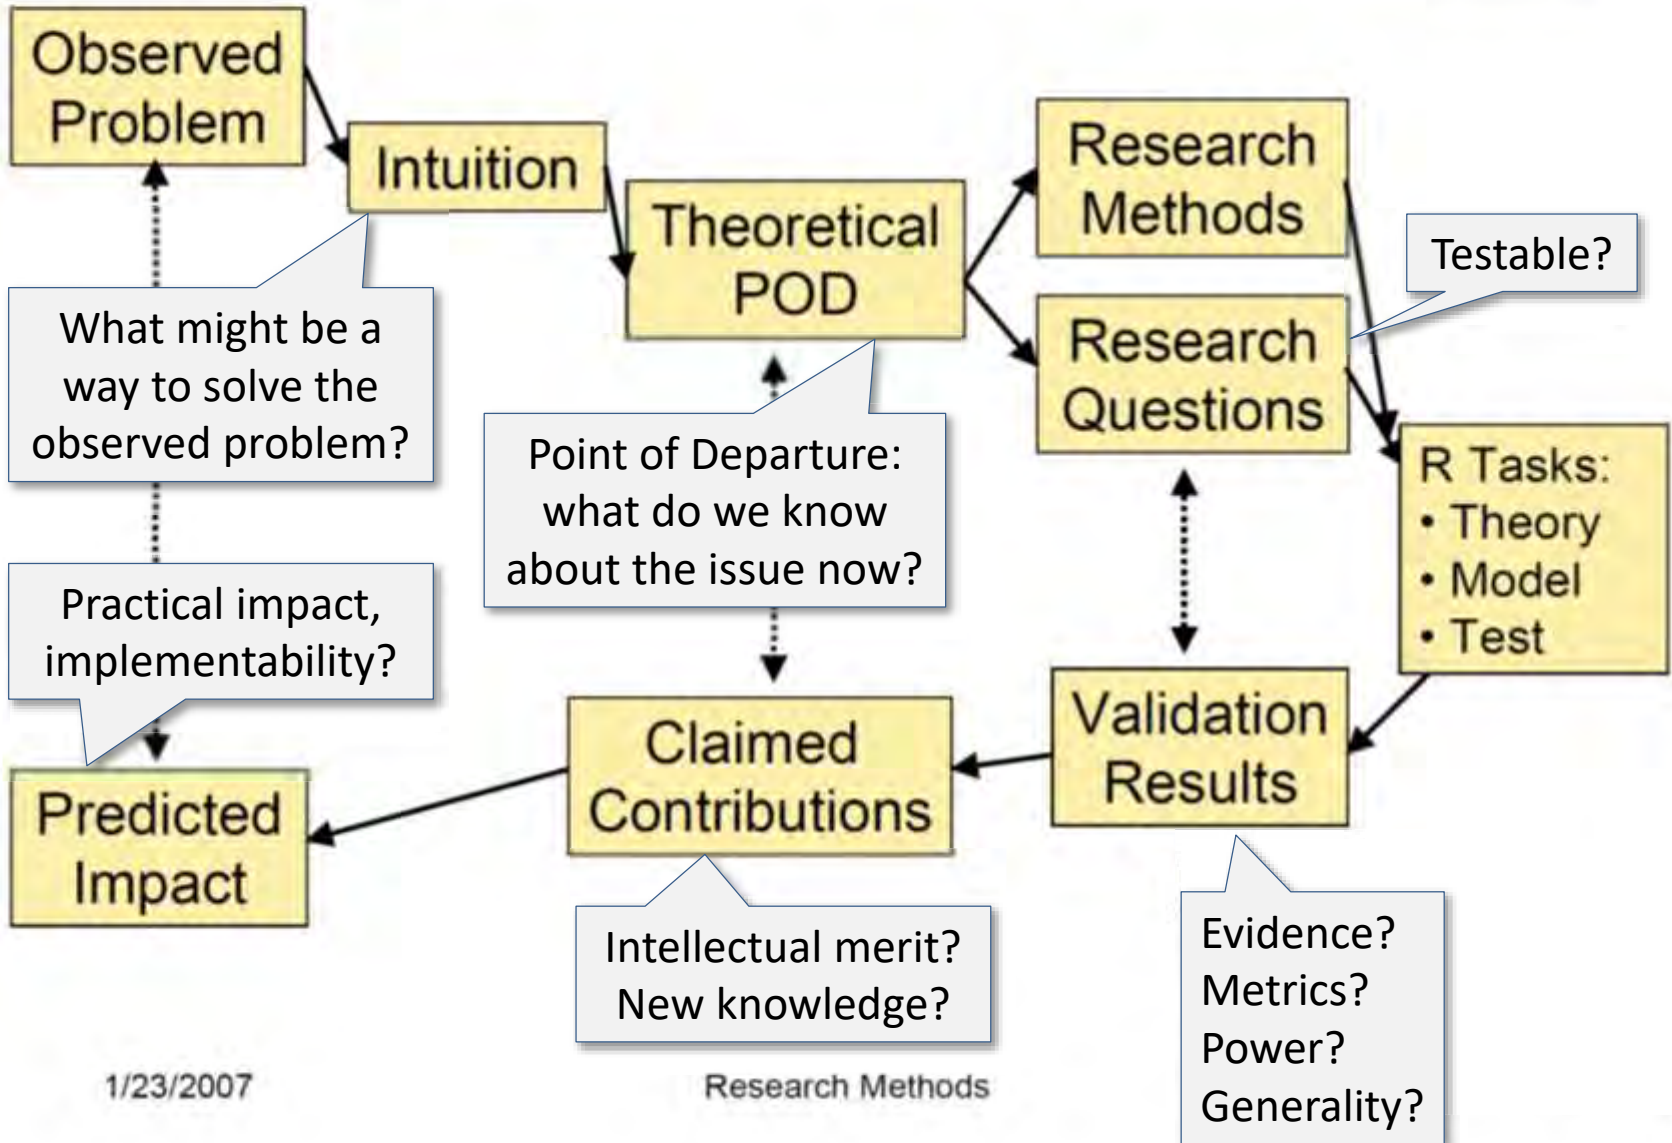 Observed
Problem
Intuition
Theoretical
POD
Research
Methods
Testable?
Research
Questions
What might be a
way to solve the
observed problem?
Point of Departure:
what do we know
about the issue now?
R Tasks:
• Theory
• Model
• Test
Practical impact,
implementability?
Predicted
Impact
Claimed
Contributions
Validation
Results
Intellectual merit?
New knowledge?
Evidence?
Metrics?
Power?
Generality?
1/23/2007
Research Methods